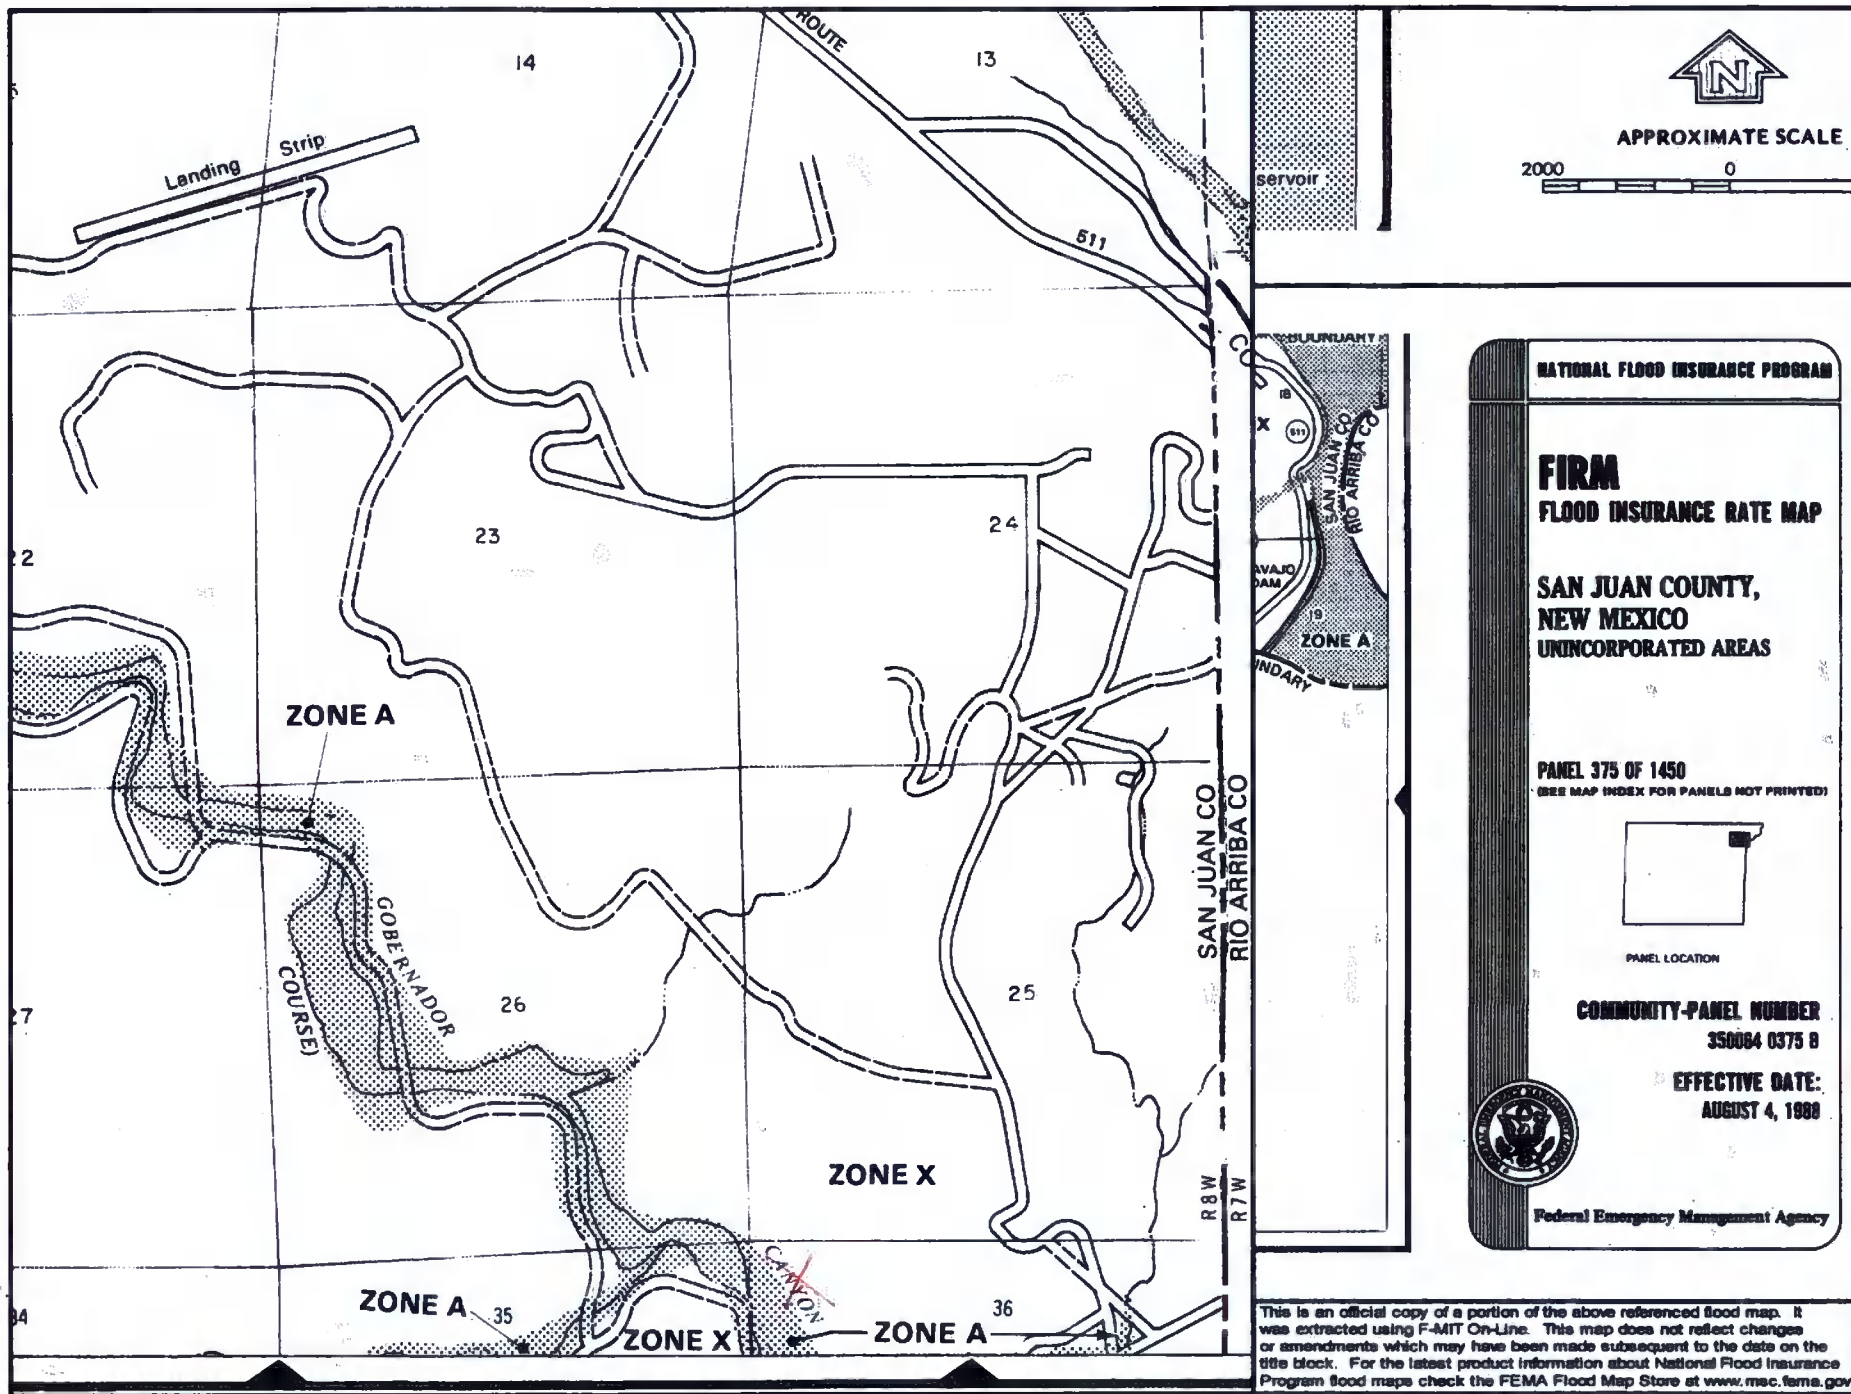 14
ROUTE
13
Landing Strip
511
23
24
22
ZONE A
GOBERNADOR
COURSE)
26
25
27
SAN JUAN CO
RIO ARRIBA CO
ZONE X
R8W
R7W
CANYON
ZONE A
35
ZONE X
ZONE A
36
34
servoir
BOUNDARY
CO
18
X
511
SAN JUAN CO
RIO ARRIBA CO
AVAJO
DAM
19
ZONE A
UNDARY
N
APPROXIMATE SCALE
2000 0
NATIONAL FLOOD INSURANCE PROGRAM
FIRM
FLOOD INSURANCE RATE MAP
SAN JUAN COUNTY,
NEW MEXICO
UNINCORPORATED AREAS
PANEL 375 OF 1450
(SEE MAP INDEX FOR PANELS NOT PRINTED)
PANEL LOCATION
COMMUNITY-PANEL NUMBER
350064 0375 B
EFFECTIVE DATE:
AUGUST 4, 1988
Federal Emergency Management Agency
This is an official copy of a portion of the above referenced flood map. It
was extracted using F-MIT On-Line. This map does not reflect changes
or amendments which may have been made subsequent to the date on the
title block. For the latest product information about National Flood Insurance
Program flood maps check the FEMA Flood Map Store at www.msc.fema.gov